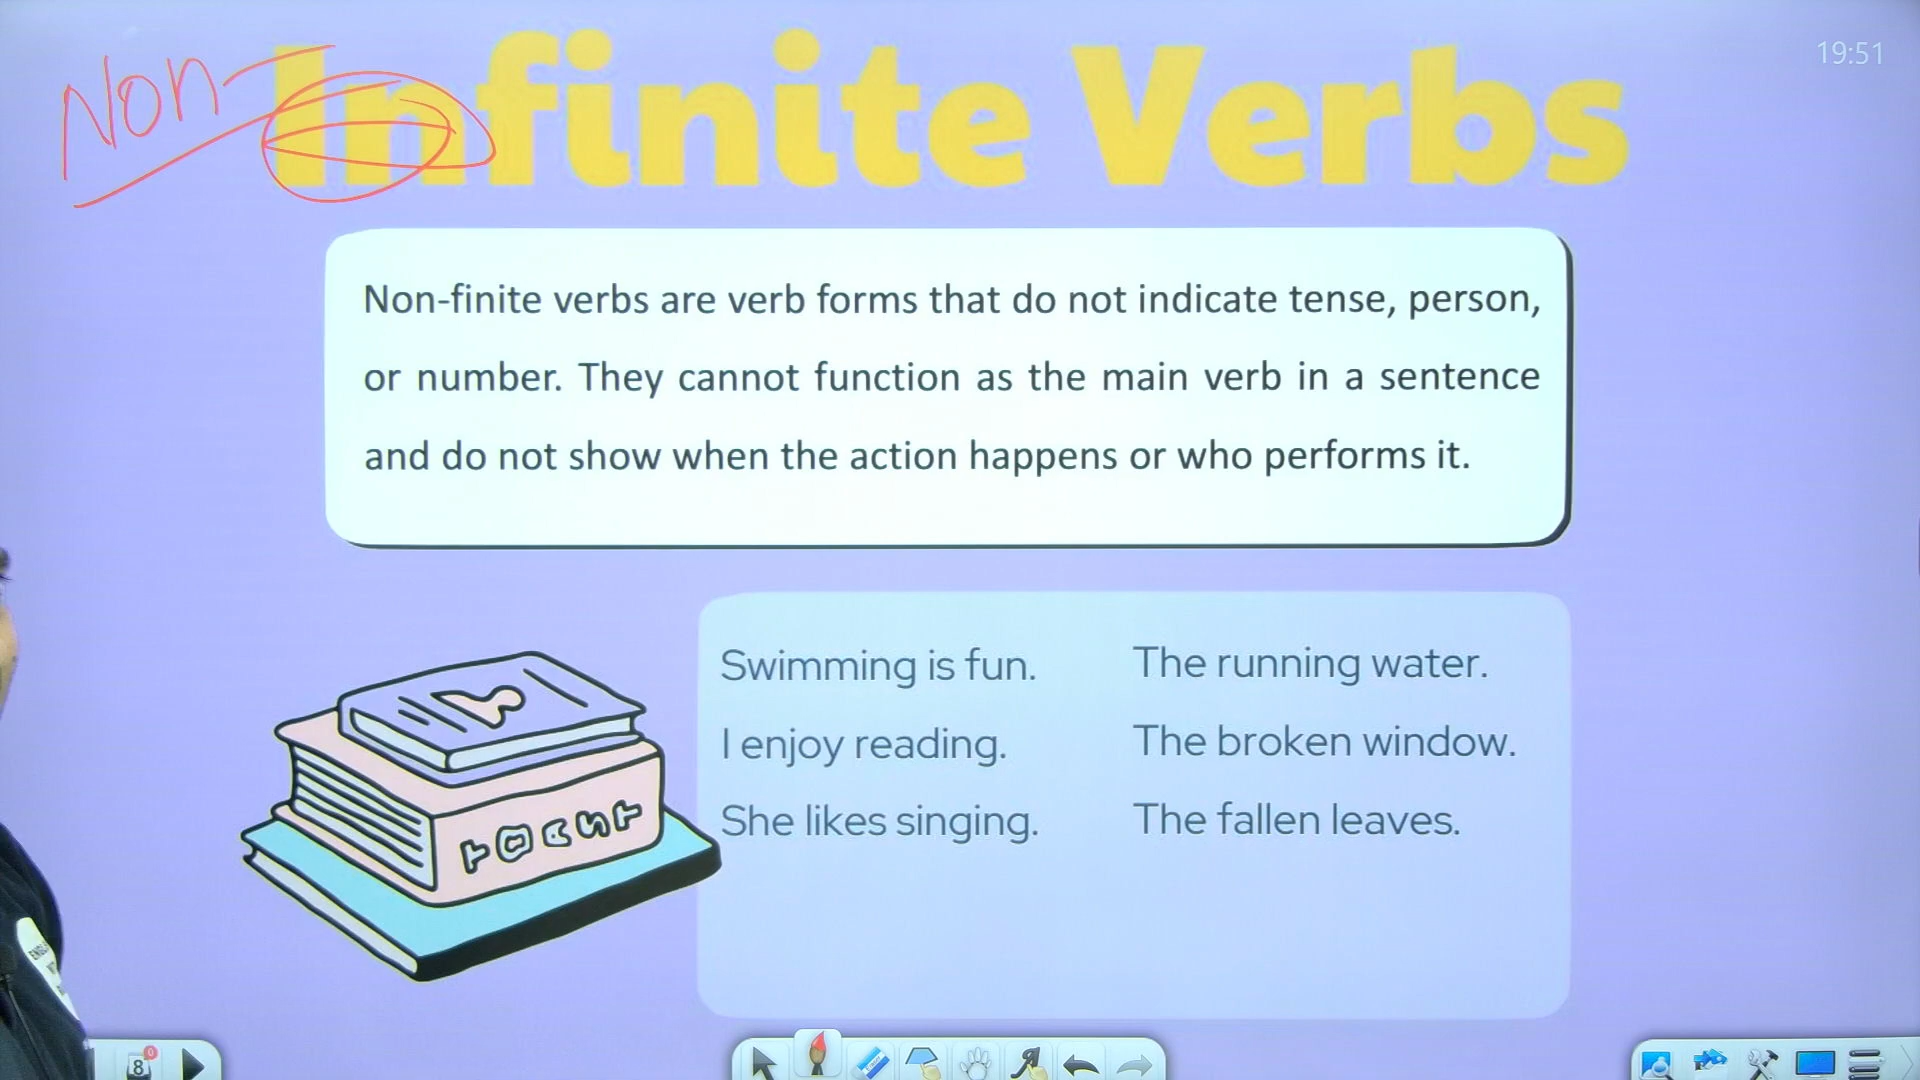 Non-
Infinite Verbs
19:51
Non-finite verbs are verb forms that do not indicate tense, person,
or number. They cannot function as the main verb in a sentence
and do not show when the action happens or who performs it.
Swimming is fun.
I enjoy reading.
She likes singing.
The running water.
The broken window.
The fallen leaves.
8
0